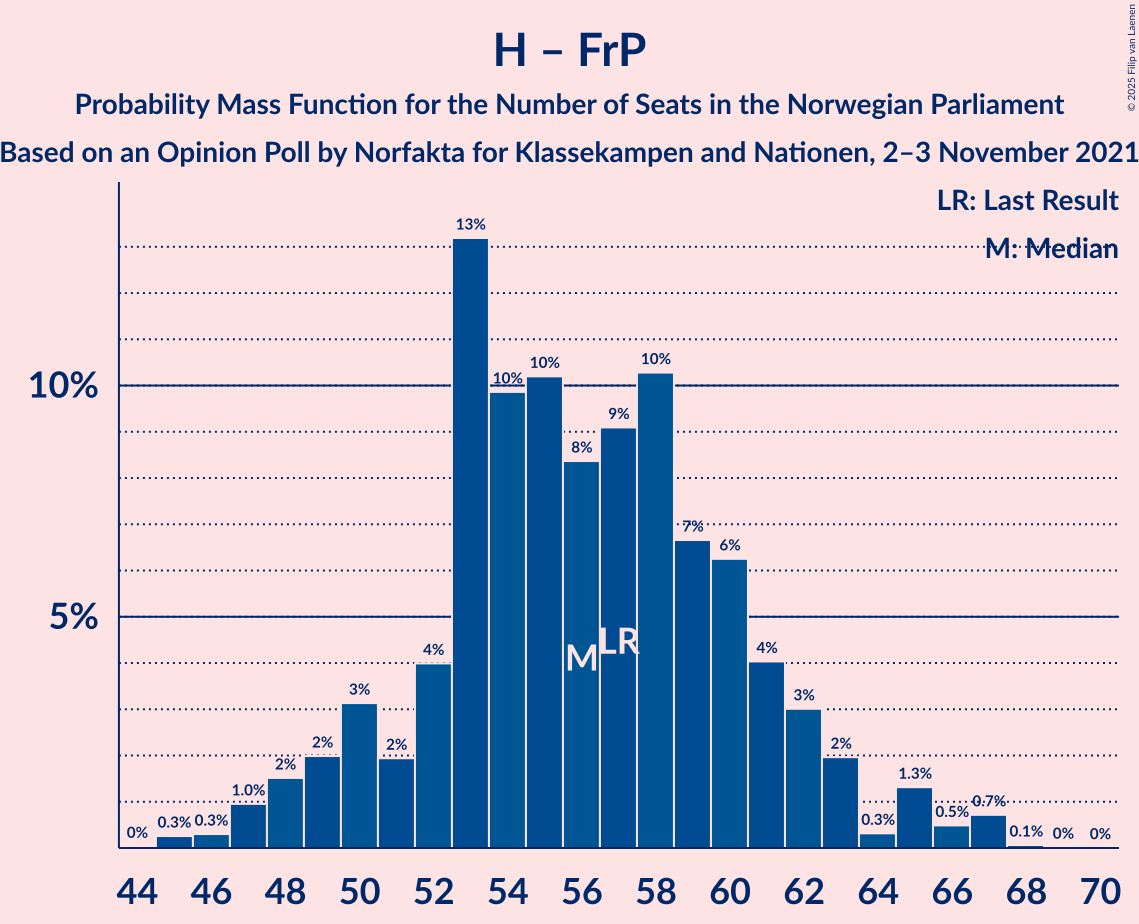 H – FrP
Probability Mass Function for the Number of Seats in the Norwegian Parliament
Based on an Opinion Poll by Norfakta for Klassekampen and Nationen, 2–3 November 2021
© 2025 Filip van Laenen
LR: Last Result
M: Median
10%
5%
0% 0.3% 0.3% 1.0% 2% 2% 3% 2% 4% 13% 10% 10% 8% 9% 10% 7% 6% 4% 3% 2% 0.3% 1.3% 0.5% 0.7% 0.1% 0% 0%
M LR
44 46 48 50 52 54 56 58 60 62 64 66 68 70